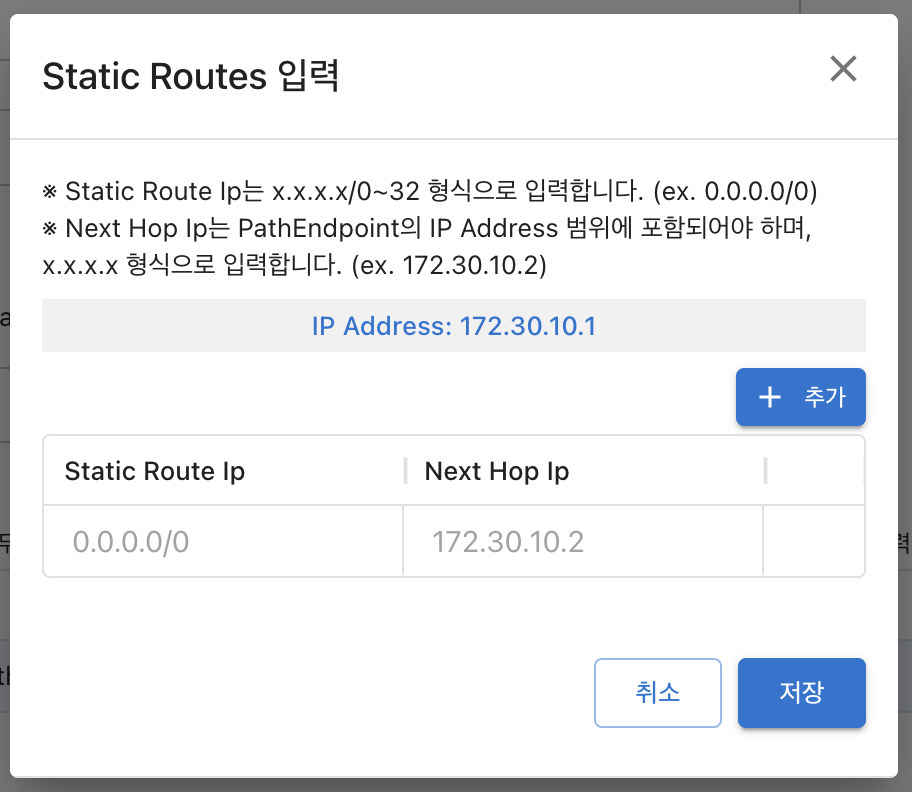 Static Routes 입력
※ Static Route Ip는 x.x.x.x/0~32 형식으로 입력합니다. (ex. 0.0.0.0/0)
※ Next Hop Ip는 PathEndpoint의 IP Address 범위에 포함되어야 하며,
x.x.x.x 형식으로 입력합니다. (ex. 172.30.10.2)
IP Address: 172.30.10.1
+ 추가
Static Route Ip Next Hop Ip
0.0.0.0/0 172.30.10.2
취소 저장